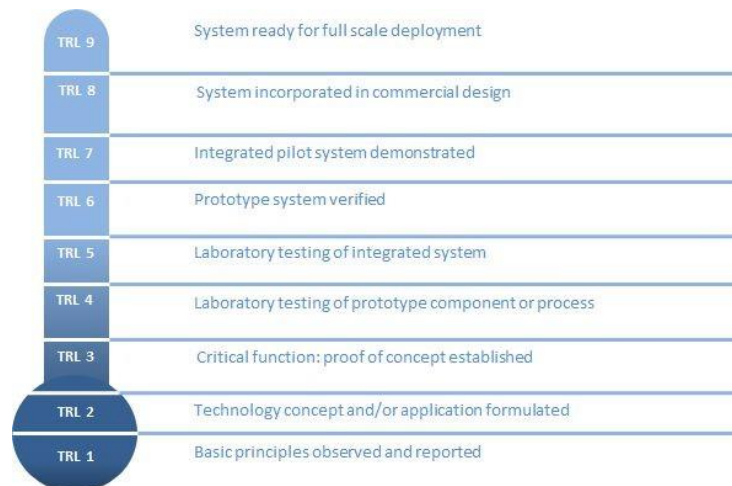 TRL 9 System ready for full scale deployment
TRL 8 System incorporated in commercial design
TRL 7 Integrated pilot system demonstrated
TRL 6 Prototype system verified
TRL 5 Laboratory testing of integrated system
TRL 4 Laboratory testing of prototype component or process
TRL 3 Critical function: proof of concept established
TRL 2 Technology concept and/or application formulated
TRL 1 Basic principles observed and reported